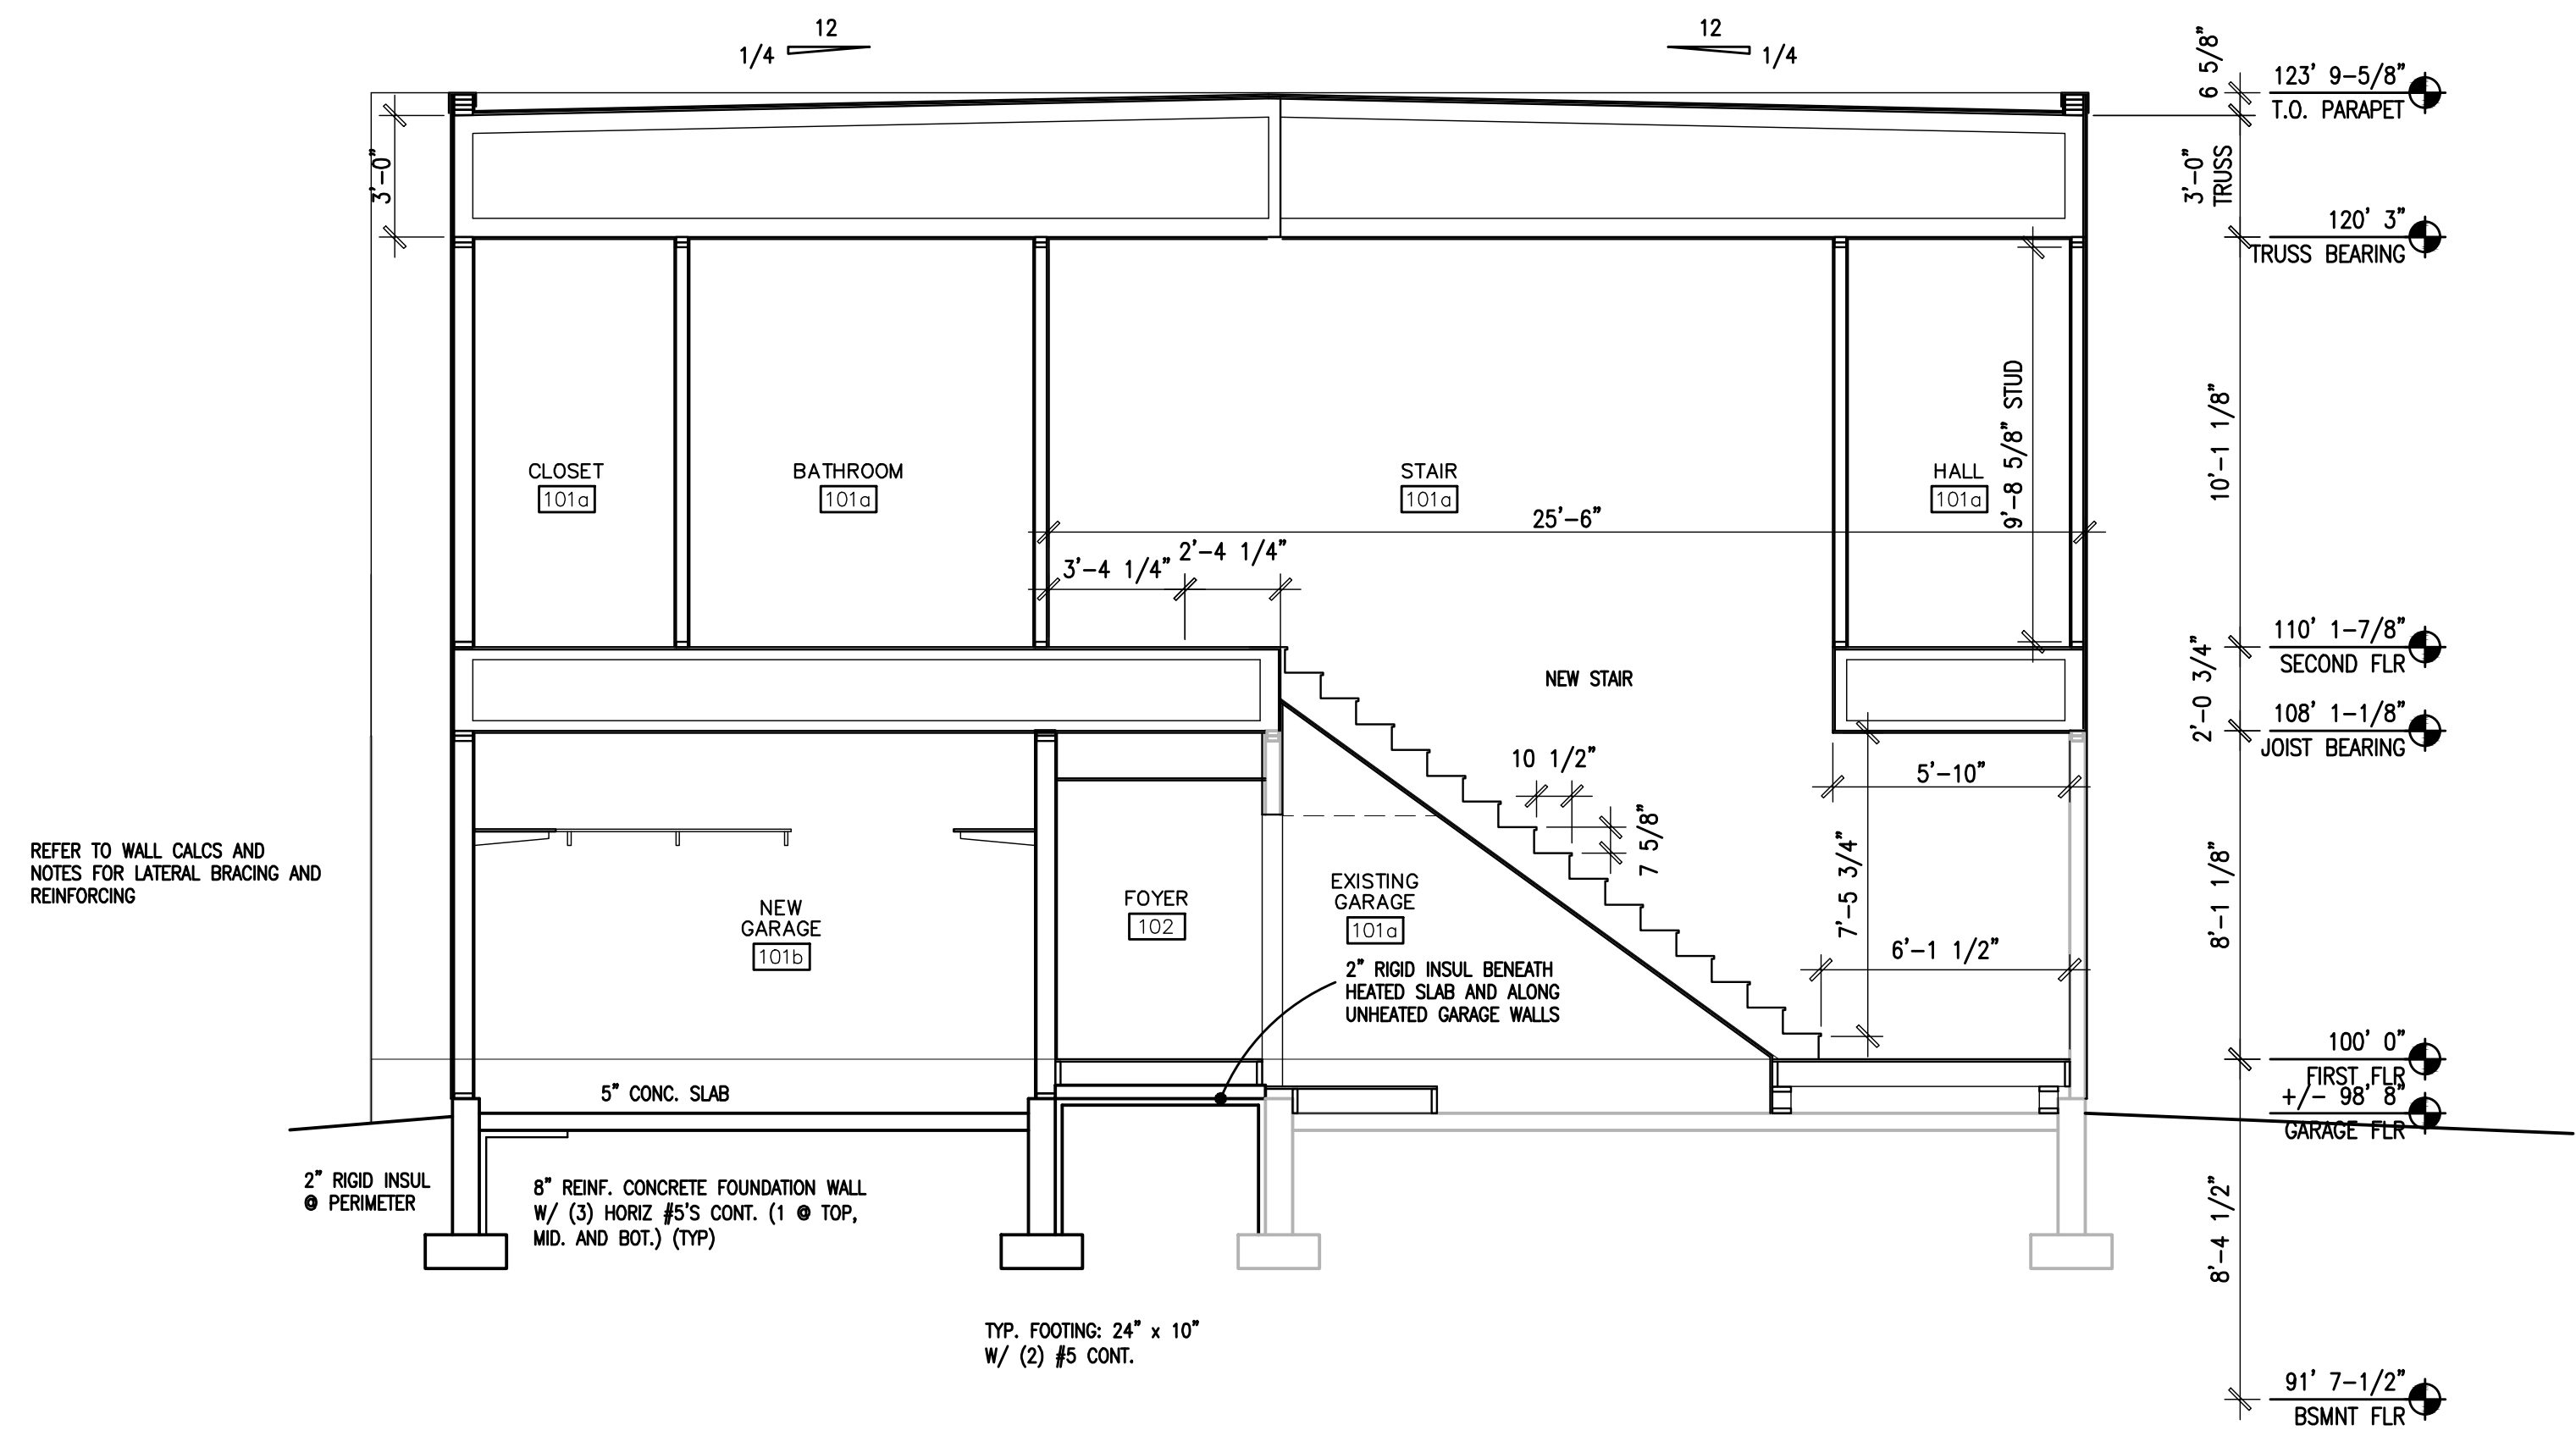 12
1/4
12
1/4
6 5/8"
123' 9-5/8"
T.O. PARAPET
3'-0"
3'-0"
TRUSS
120' 3"
TRUSS BEARING
9'-8 5/8" STUD
10'-1 1/8"
CLOSET
101a
BATHROOM
101a
STAIR
101a
HALL
101a
25'-6"
3'-4 1/4"
2'-4 1/4"
110' 1-7/8"
SECOND FLR
2'-0 3/4"
NEW STAIR
108' 1-1/8"
JOIST BEARING
10 1/2"
5'-10"
7 5/8"
7'-5 3/4"
8'-1 1/8"
REFER TO WALL CALCS AND
NOTES FOR LATERAL BRACING AND
REINFORCING
NEW
GARAGE
101b
FOYER
102
EXISTING
GARAGE
101a
6'-1 1/2"
2" RIGID INSUL BENEATH
HEATED SLAB AND ALONG
UNHEATED GARAGE WALLS
100' 0"
FIRST FLR
5" CONC. SLAB
+/- 98' 8"
GARAGE FLR
2" RIGID INSUL
@ PERIMETER
8" REINF. CONCRETE FOUNDATION WALL
W/ (3) HORIZ #5'S CONT. (1 @ TOP,
MID. AND BOT.) (TYP)
8'-4 1/2"
TYP. FOOTING: 24" x 10"
W/ (2) #5 CONT.
91' 7-1/2"
BSMNT FLR